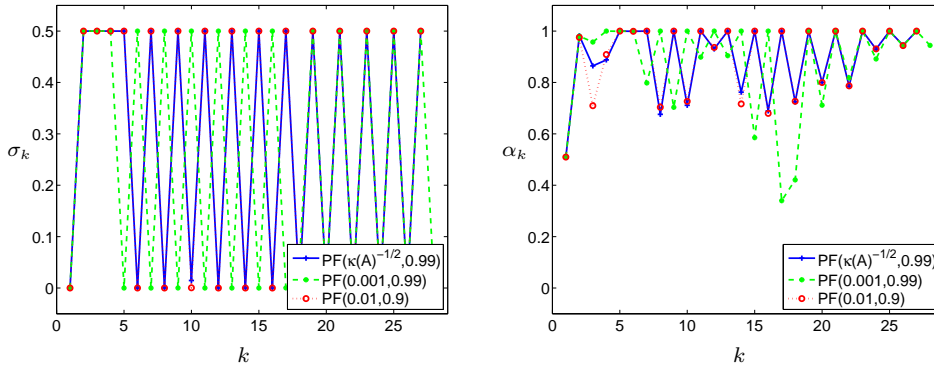 0.5
0.4
0.3
σk
0.2
0.1
0
0 5 10 15 20 25
k
PF(κ(A)−1/2,0.99)
PF(0.001,0.99)
PF(0.01,0.9)
1
0.8
0.6
αk
0.4
0.2
0
0 5 10 15 20 25
k
PF(κ(A)−1/2,0.99)
PF(0.001,0.99)
PF(0.01,0.9)